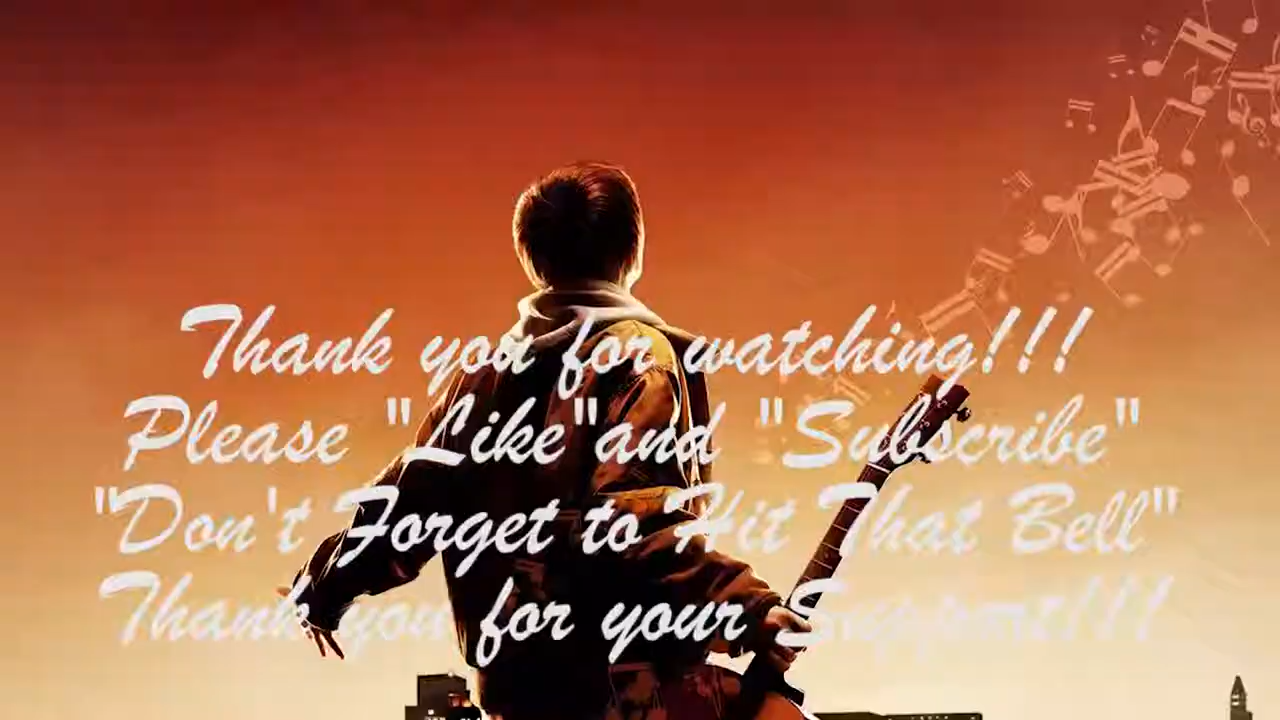 Thank you for watching!!!
Please "Like"and "Subscribe"
"Don't Forget to Hit That Bell"
Thank you for your Support!!!